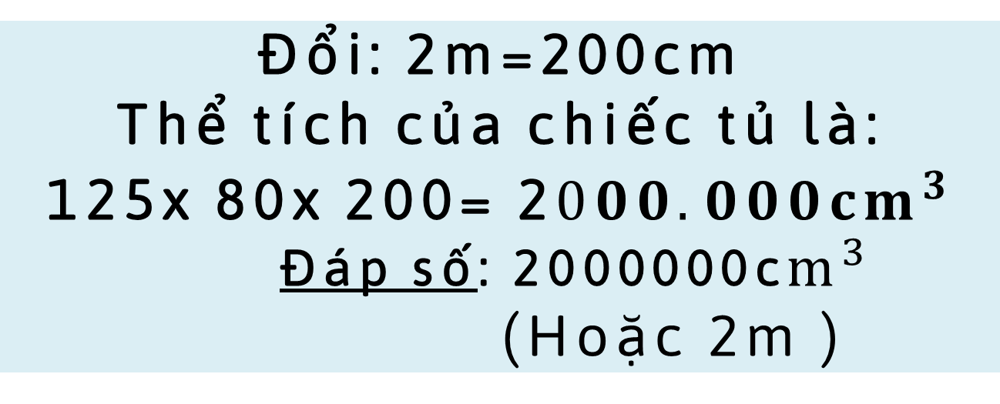 Đổi: 2m=200cm
Thể tích của chiếc tủ là:
125x 80x 200= 2000.000cm³
Đáp số: 2000000cm³
(Hoặc 2m )